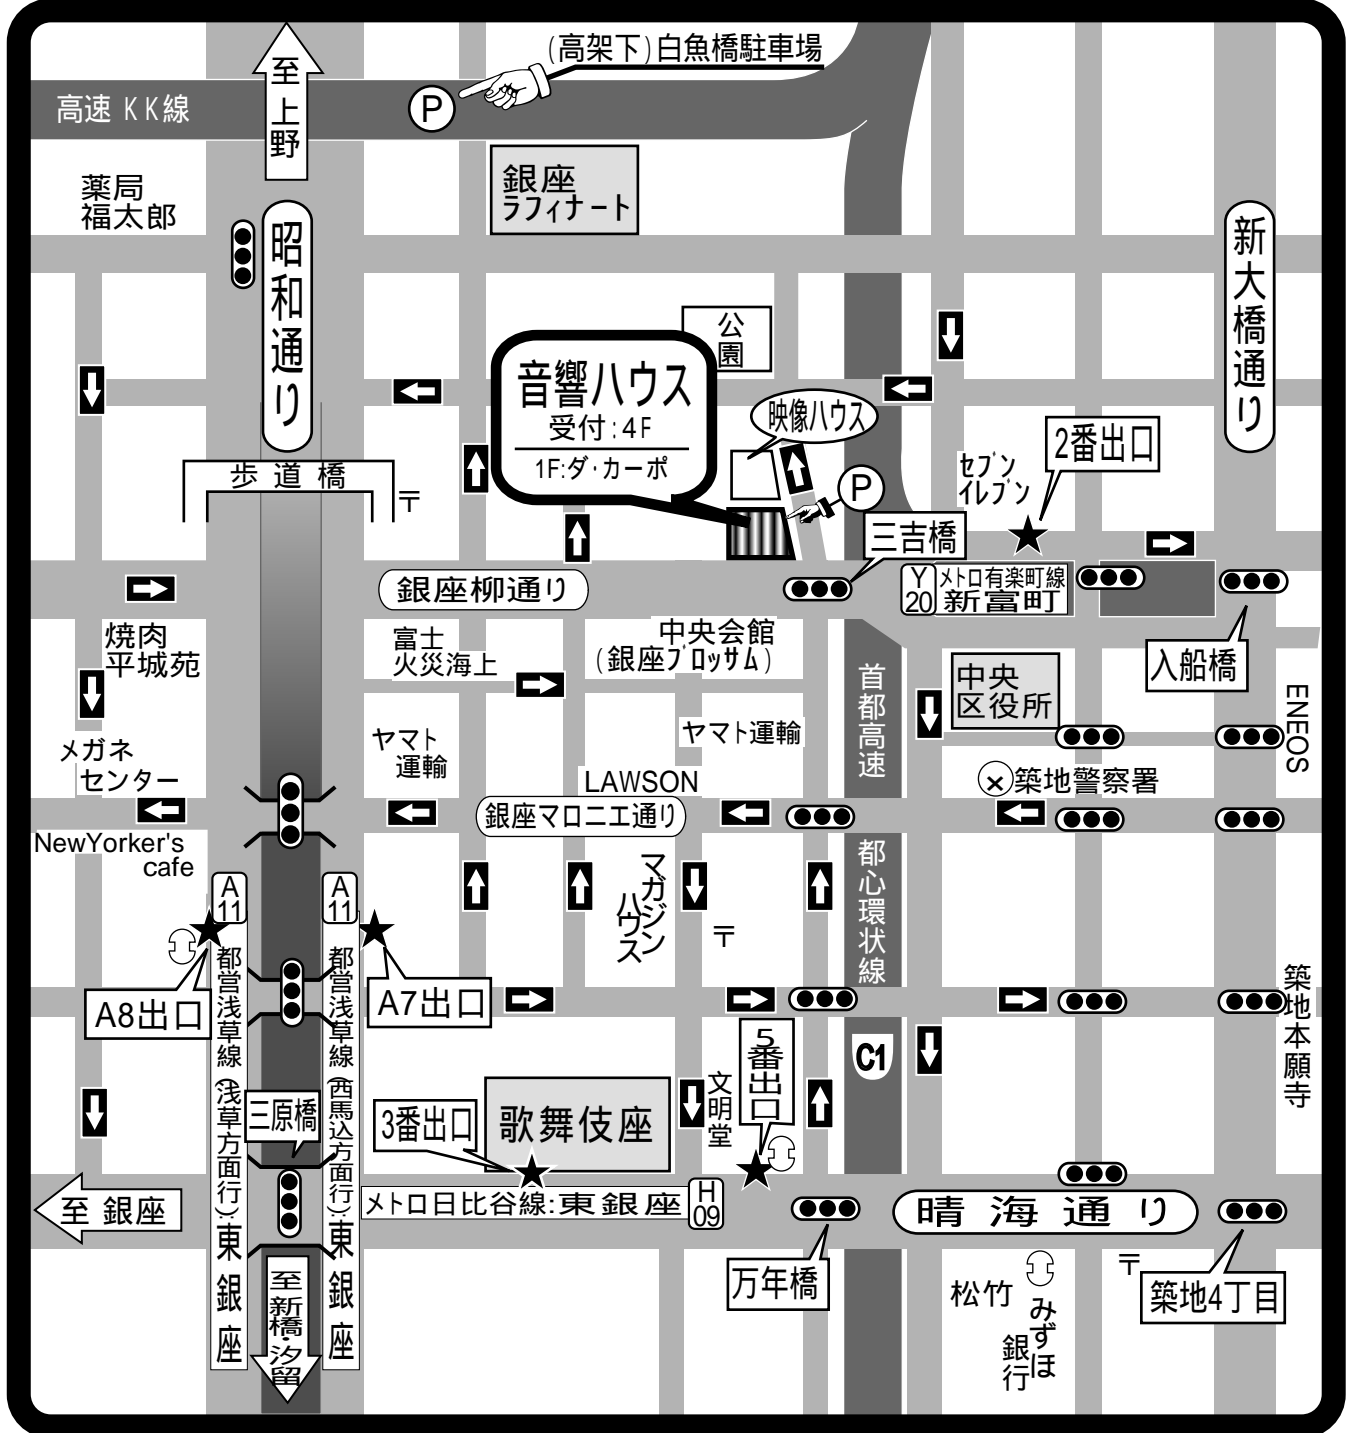 至上野
(高架下)白魚橋駐車場
高速 KK線
P
薬局
福太郎
銀座
ラフィナート
昭和通り
新大橋通り
公園
音響ハウス
受付:4F
1F:ダ・カーポ
映像ハウス
P
セブン
イレブン
2番出口
歩道橋
〒
三吉橋
銀座柳通り
Y
20
メトロ有楽町線
新富町
焼肉
平城苑
富士
火災海上
中央会館
(銀座ブロッサム)
入船橋
首都高速
中央
区役所
ENEOS
メガネ
センター
ヤマト
運輸
ヤマト運輸
LAWSON
築地警察署
銀座マロニエ通り
NewYorker's
cafe
A
11
A
11
マガジン
ハウス
〒
都心環状線
A8出口
A7出口
都営浅草線(浅草方面行):東銀座
都営浅草線(西馬込方面行):東銀座
築地本願寺
C1
5番出口
文明堂
三原橋
3番出口
歌舞伎座
至 銀座
メトロ日比谷線:東銀座
H
09
晴海通り
万年橋
築地4丁目
至新橋・汐留
松竹
みずほ
銀行
〒